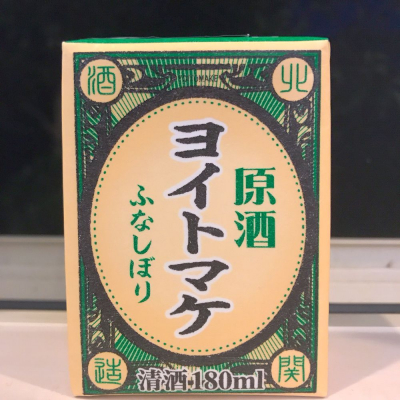 北関酒造
原酒
ヨイトマケ
ふなしぼり
清酒180ml